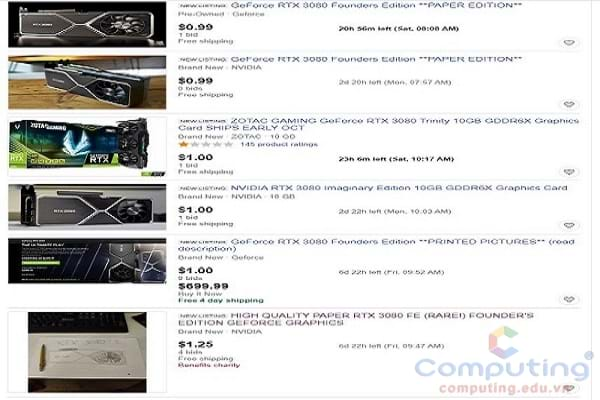 NEW LISTING GeForce RTX 3080 Founders Edition **PAPER EDITION**
Pre-Owned · Geforce
$0.99
1 bid
Free shipping
20h 56m left (Sat, 08:08 AM)
NEW LISTING GeForce RTX 3080 Founders Edition **PAPER EDITION**
Brand New · NVIDIA
$0.99
0 bids
Free shipping
2d 20h left (Mon, 07:57 AM)
ZOTAC GAMING
RTX
NEW LISTING ZOTAC GAMING GeForce RTX 3080 Trinity 10GB GDDR6X Graphics
Card SHIPS EARLY OCT
Brand New · ZOTAC · 10 GB
145 product ratings
$1.00
1 bid
Free shipping
23h 6m left (Sat, 10:17 AM)
NEW LISTING NVIDIA RTX 3080 Imaginary Edition 10GB GDDR6X Graphics Card
Brand New · NVIDIA · 10 GB
$1.00
1 bid
Free shipping
2d 22h left (Mon, 10:03 AM)
NEW LISTING GeForce RTX 3080 Founders Edition **PRINTED PICTURES** (read
description)
Brand New · Geforce
$1.00
0 bids
$699.99
Buy It Now
Free 4 day shipping
6d 22h left (Fri, 09:52 AM)
NEW LISTING HIGH QUALITY PAPER RTX 3080 FE (RARE!) FOUNDER'S
EDITION GEFORCE GRAPHICS
Brand New · NVIDIA
$1.25
4 bids
Free shipping
Benefits charity
6d 22h left (Fri, 09:47 AM)
Computing®
computing.edu.vn